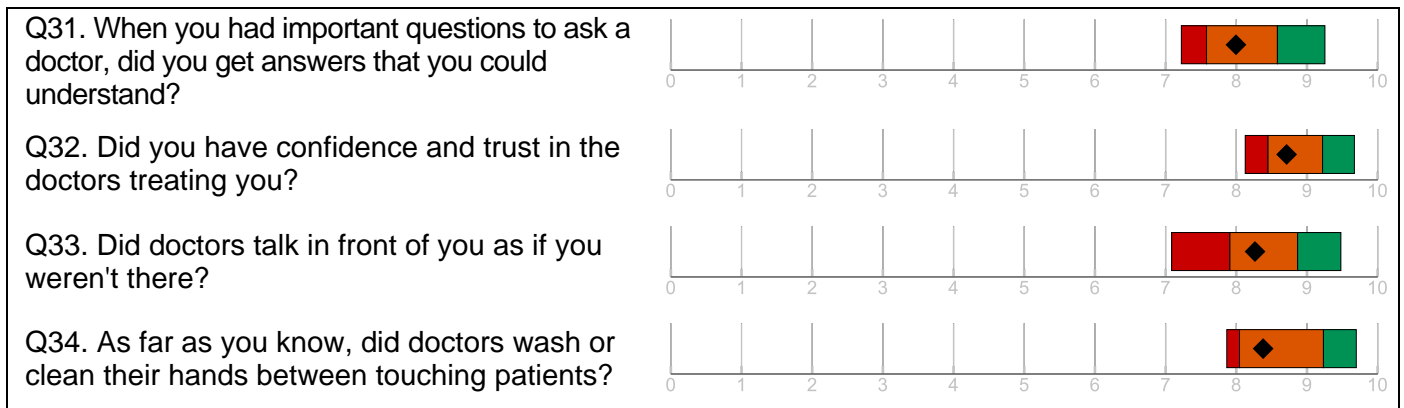 Q31. When you had important questions to ask a
doctor, did you get answers that you could
understand?
0 1 2 3 4 5 6 7 8 9 10
Q32. Did you have confidence and trust in the
doctors treating you?
0 1 2 3 4 5 6 7 8 9 10
Q33. Did doctors talk in front of you as if you
weren't there?
0 1 2 3 4 5 6 7 8 9 10
Q34. As far as you know, did doctors wash or
clean their hands between touching patients?
0 1 2 3 4 5 6 7 8 9 10